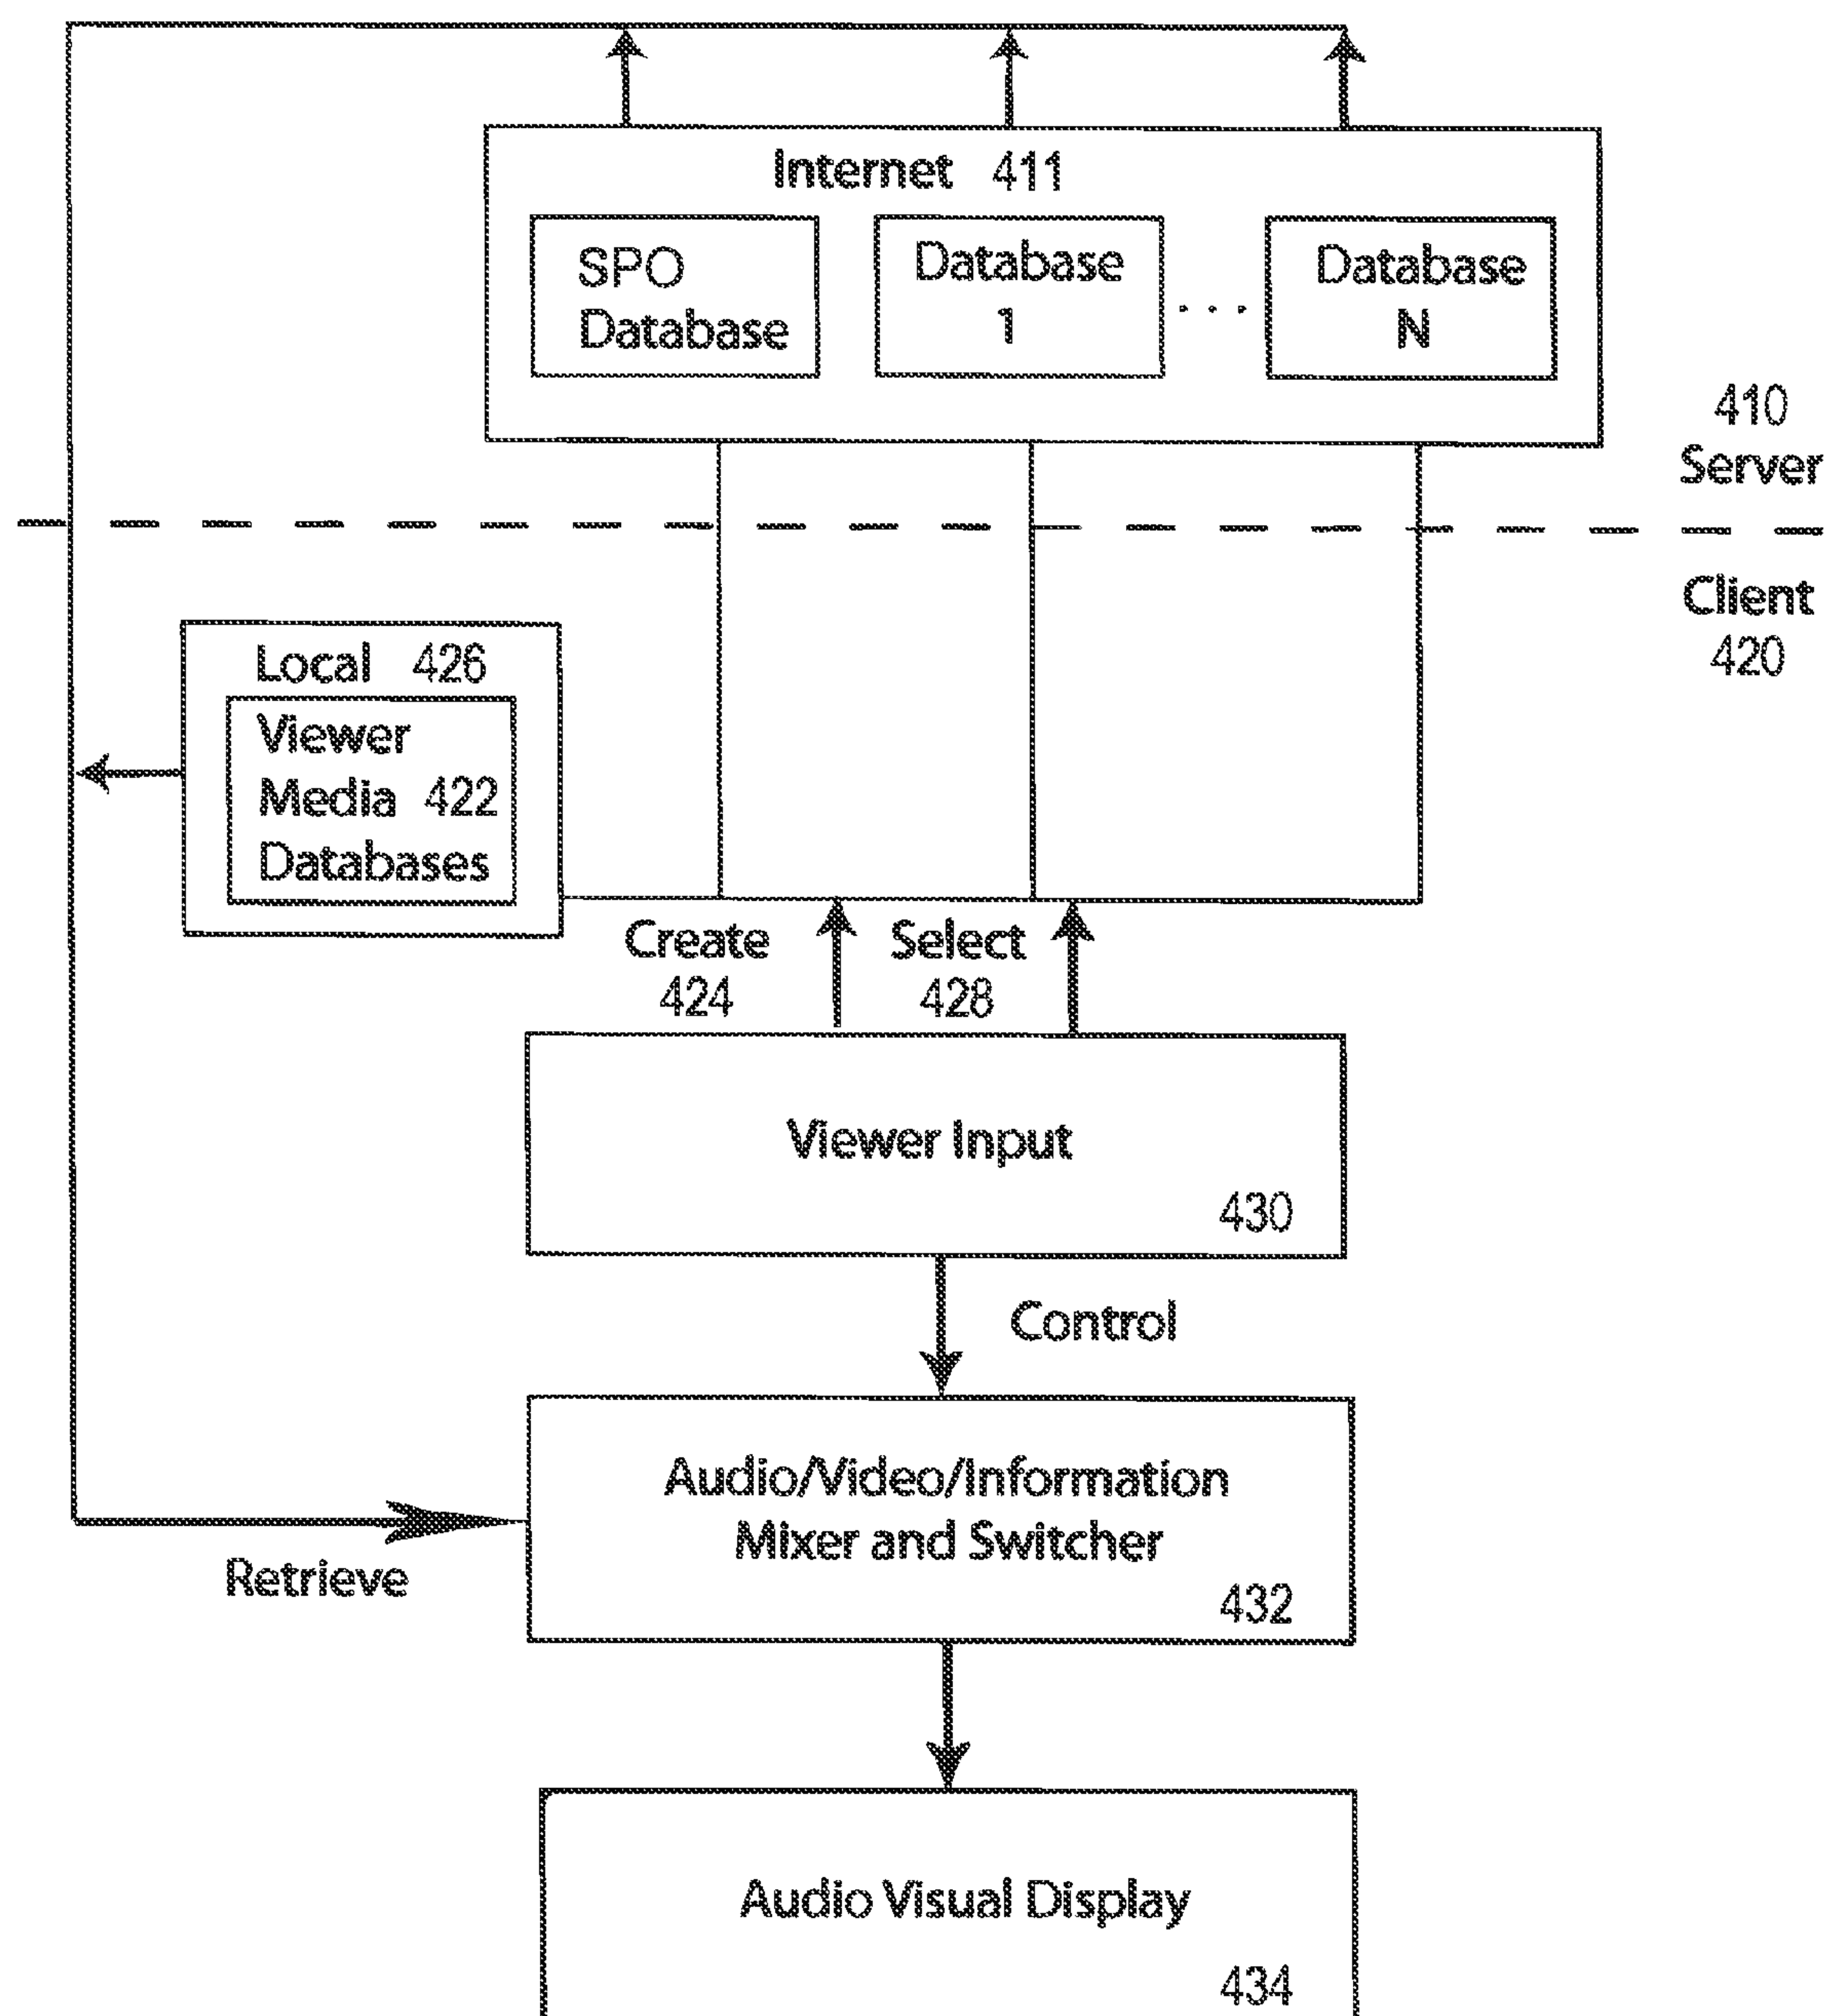 Internet 411
SPO
Database
Database
1
. . .
Database
N
410
Server
Client
420
Local 426
Viewer
Media 422
Databases
Create
424
Select
428
Viewer Input
430
Control
Audio/Video/Information
Mixer and Switcher
432
Retrieve
Audio Visual Display
434